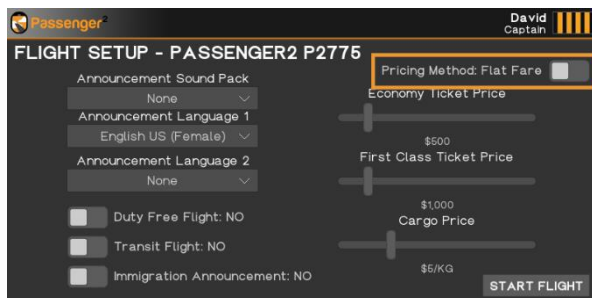 Passenger²
David
Captain
FLIGHT SETUP - PASSENGER2 P2775
Pricing Method: Flat Fare
Announcement Sound Pack
None
Announcement Language 1
English US (Female)
Announcement Language 2
None
Duty Free Flight: NO
Transit Flight: NO
Immigration Announcement: NO
Economy Ticket Price
$500
First Class Ticket Price
$1,000
Cargo Price
$5/KG
START FLIGHT